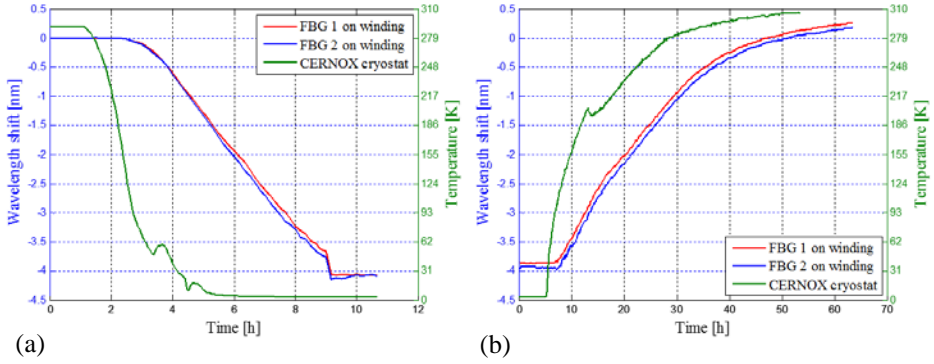 0.5
0
-0.5
-1
-1.5
-2
-2.5
-3
-3.5
-4
-4.5
Wavelength shift [nm]
FBG 1 on winding
FBG 2 on winding
CERNOX cryostat
310
279
248
217
186
155
124
93
62
31
0
Temperature [K]
0 2 4 6 8 10 12
Time [h]
(a)
0.5
0
-0.5
-1
-1.5
-2
-2.5
-3
-3.5
-4
-4.5
Wavelength shift [nm]
FBG 1 on winding
FBG 2 on winding
CERNOX cryostat
310
279
248
217
186
155
124
93
62
31
0
Temperature [K]
0 10 20 30 40 50 60 70
Time [h]
(b)